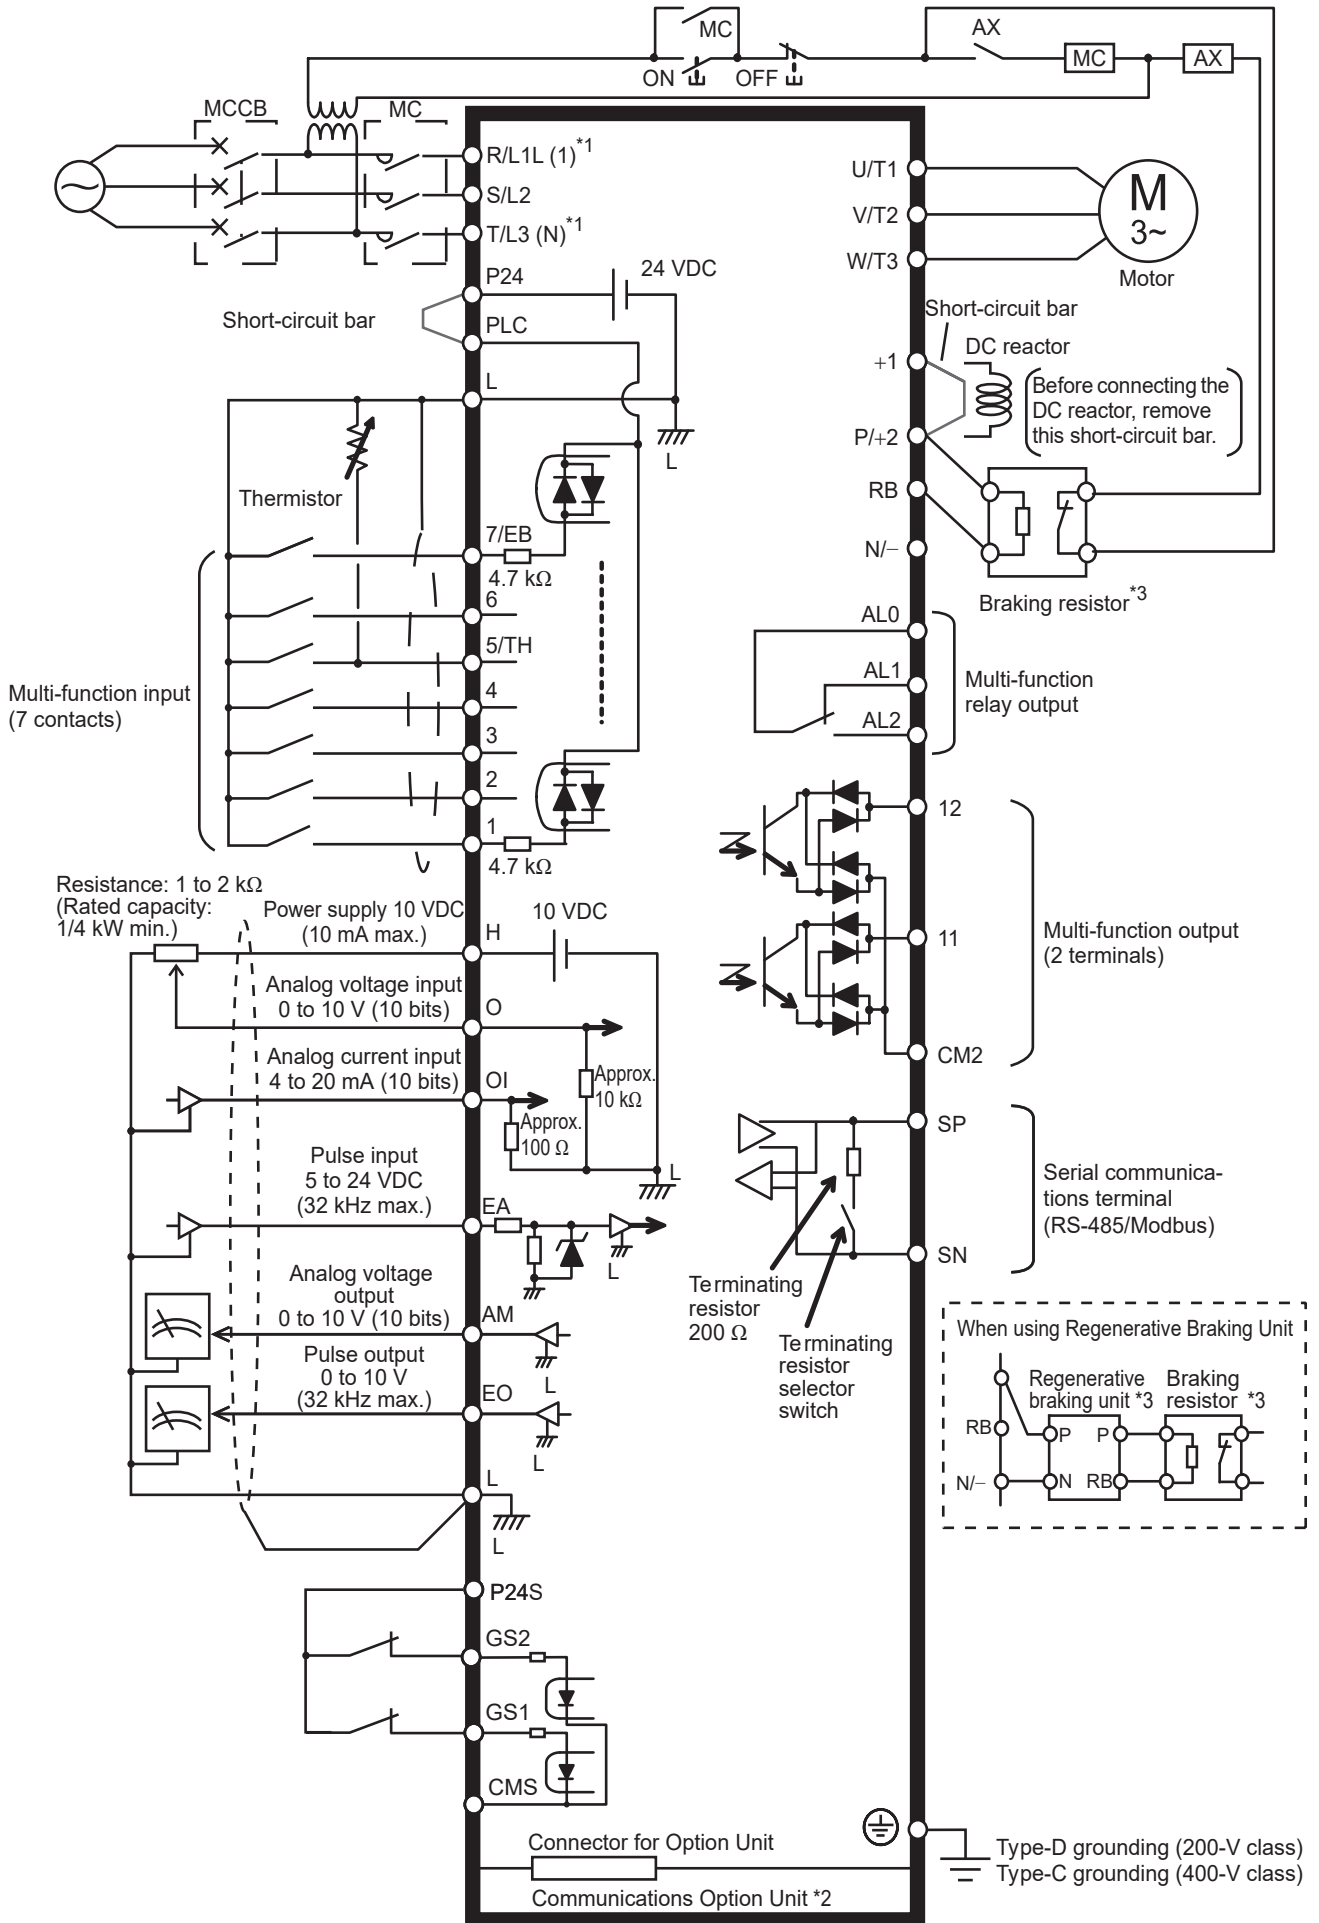 MC
AX
ON
OFF
MC
AX
MCCB
MC
R/L1L (1)*1
S/L2
T/L3 (N)*1
P24
24 VDC
Short-circuit bar
PLC
L
L
Thermistor
7/EB
4.7 kΩ
6
5/TH
4
3
2
1
4.7 kΩ
Multi-function input
(7 contacts)
Resistance: 1 to 2 kΩ
(Rated capacity:
1/4 kW min.)
Power supply 10 VDC
(10 mA max.)
H
10 VDC
Analog voltage input
0 to 10 V (10 bits)
O
Analog current input
4 to 20 mA (10 bits)
OI
Approx.
10 kΩ
Approx.
100 Ω
L
Pulse input
5 to 24 VDC
(32 kHz max.)
EA
L
Analog voltage
output
0 to 10 V (10 bits)
AM
L
Pulse output
0 to 10 V
(32 kHz max.)
EO
L
L
L
P24S
GS2
GS1
CMS
Connector for Option Unit
Communications Option Unit *2
U/T1
V/T2
W/T3
M
3~
Motor
Short-circuit bar
+1
DC reactor
Before connecting the
DC reactor, remove
this short-circuit bar.
P/+2
RB
N/−
Braking resistor*3
AL0
AL1
AL2
Multi-function
relay output
12
11
CM2
Multi-function output
(2 terminals)
SP
SN
Serial communica-
tions terminal
(RS-485/Modbus)
Terminating
resistor
200 Ω
Terminating
resistor
selector
switch
When using Regenerative Braking Unit
Regenerative
braking unit *3
Braking
resistor *3
RB
P
P
N/−
N
RB
Type-D grounding (200-V class)
Type-C grounding (400-V class)